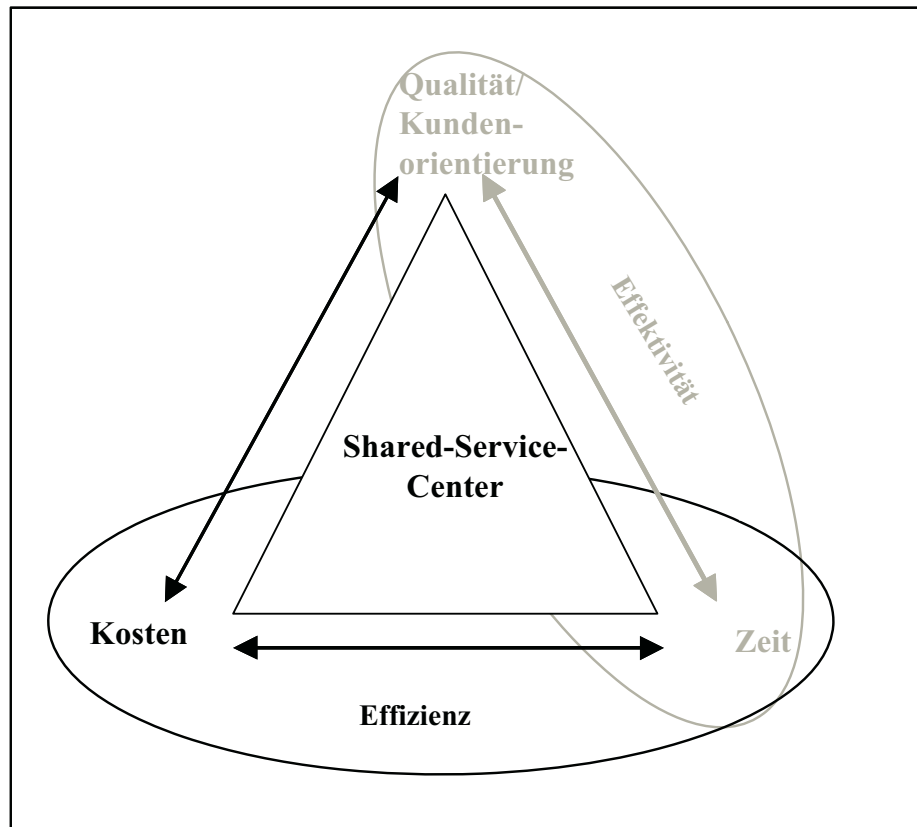 Qualität/
Kunden-
orientierung
Effektivität
Shared-Service-
Center
Kosten
Zeit
Effizienz